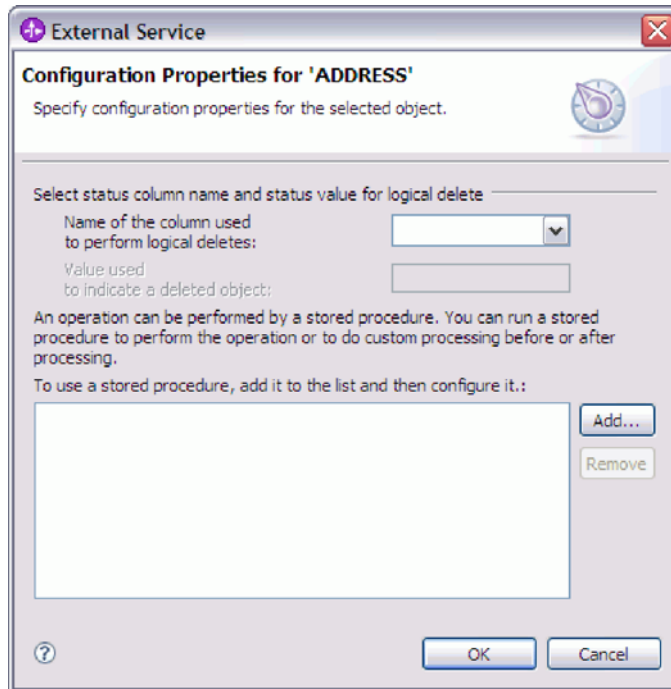 External Service
Configuration Properties for 'ADDRESS'
Specify configuration properties for the selected object.
Select status column name and status value for logical delete
Name of the column used
to perform logical deletes:
Value used
to indicate a deleted object:
An operation can be performed by a stored procedure. You can run a stored
procedure to perform the operation or to do custom processing before or after
processing.
To use a stored procedure, add it to the list and then configure it.:
Add...
Remove
?
OK
Cancel